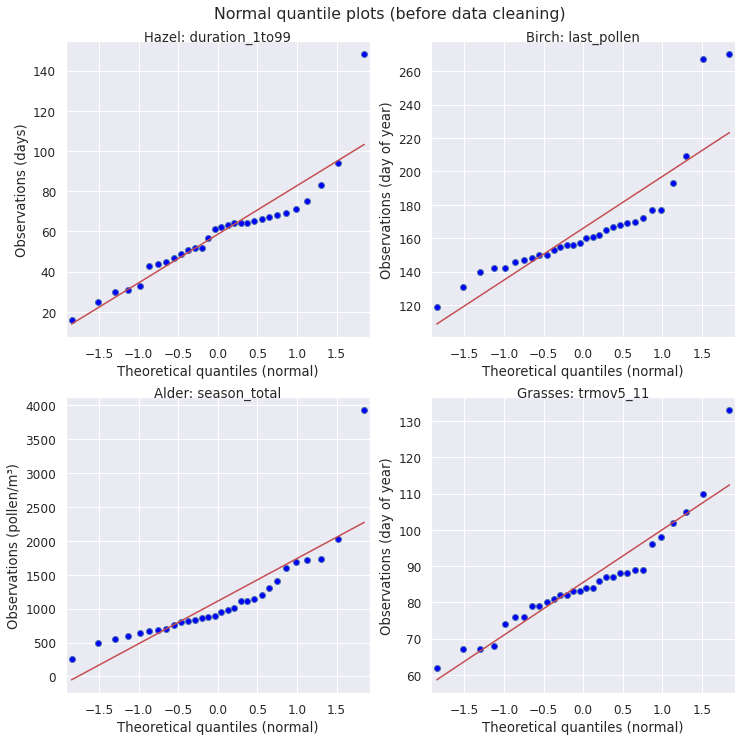 Normal quantile plots (before data cleaning)
Hazel: duration_1to99
Observations (days)
140
120
100
80
60
40
20
−1.5 −1.0 −0.5 0.0 0.5 1.0 1.5
Theoretical quantiles (normal)
Birch: last_pollen
Observations (day of year)
260
240
220
200
180
160
140
120
−1.5 −1.0 −0.5 0.0 0.5 1.0 1.5
Theoretical quantiles (normal)
Alder: season_total
Observations (pollen/m³)
4000
3500
3000
2500
2000
1500
1000
500
0
−1.5 −1.0 −0.5 0.0 0.5 1.0 1.5
Theoretical quantiles (normal)
Grasses: trmov5_11
Observations (day of year)
130
120
110
100
90
80
70
60
−1.5 −1.0 −0.5 0.0 0.5 1.0 1.5
Theoretical quantiles (normal)